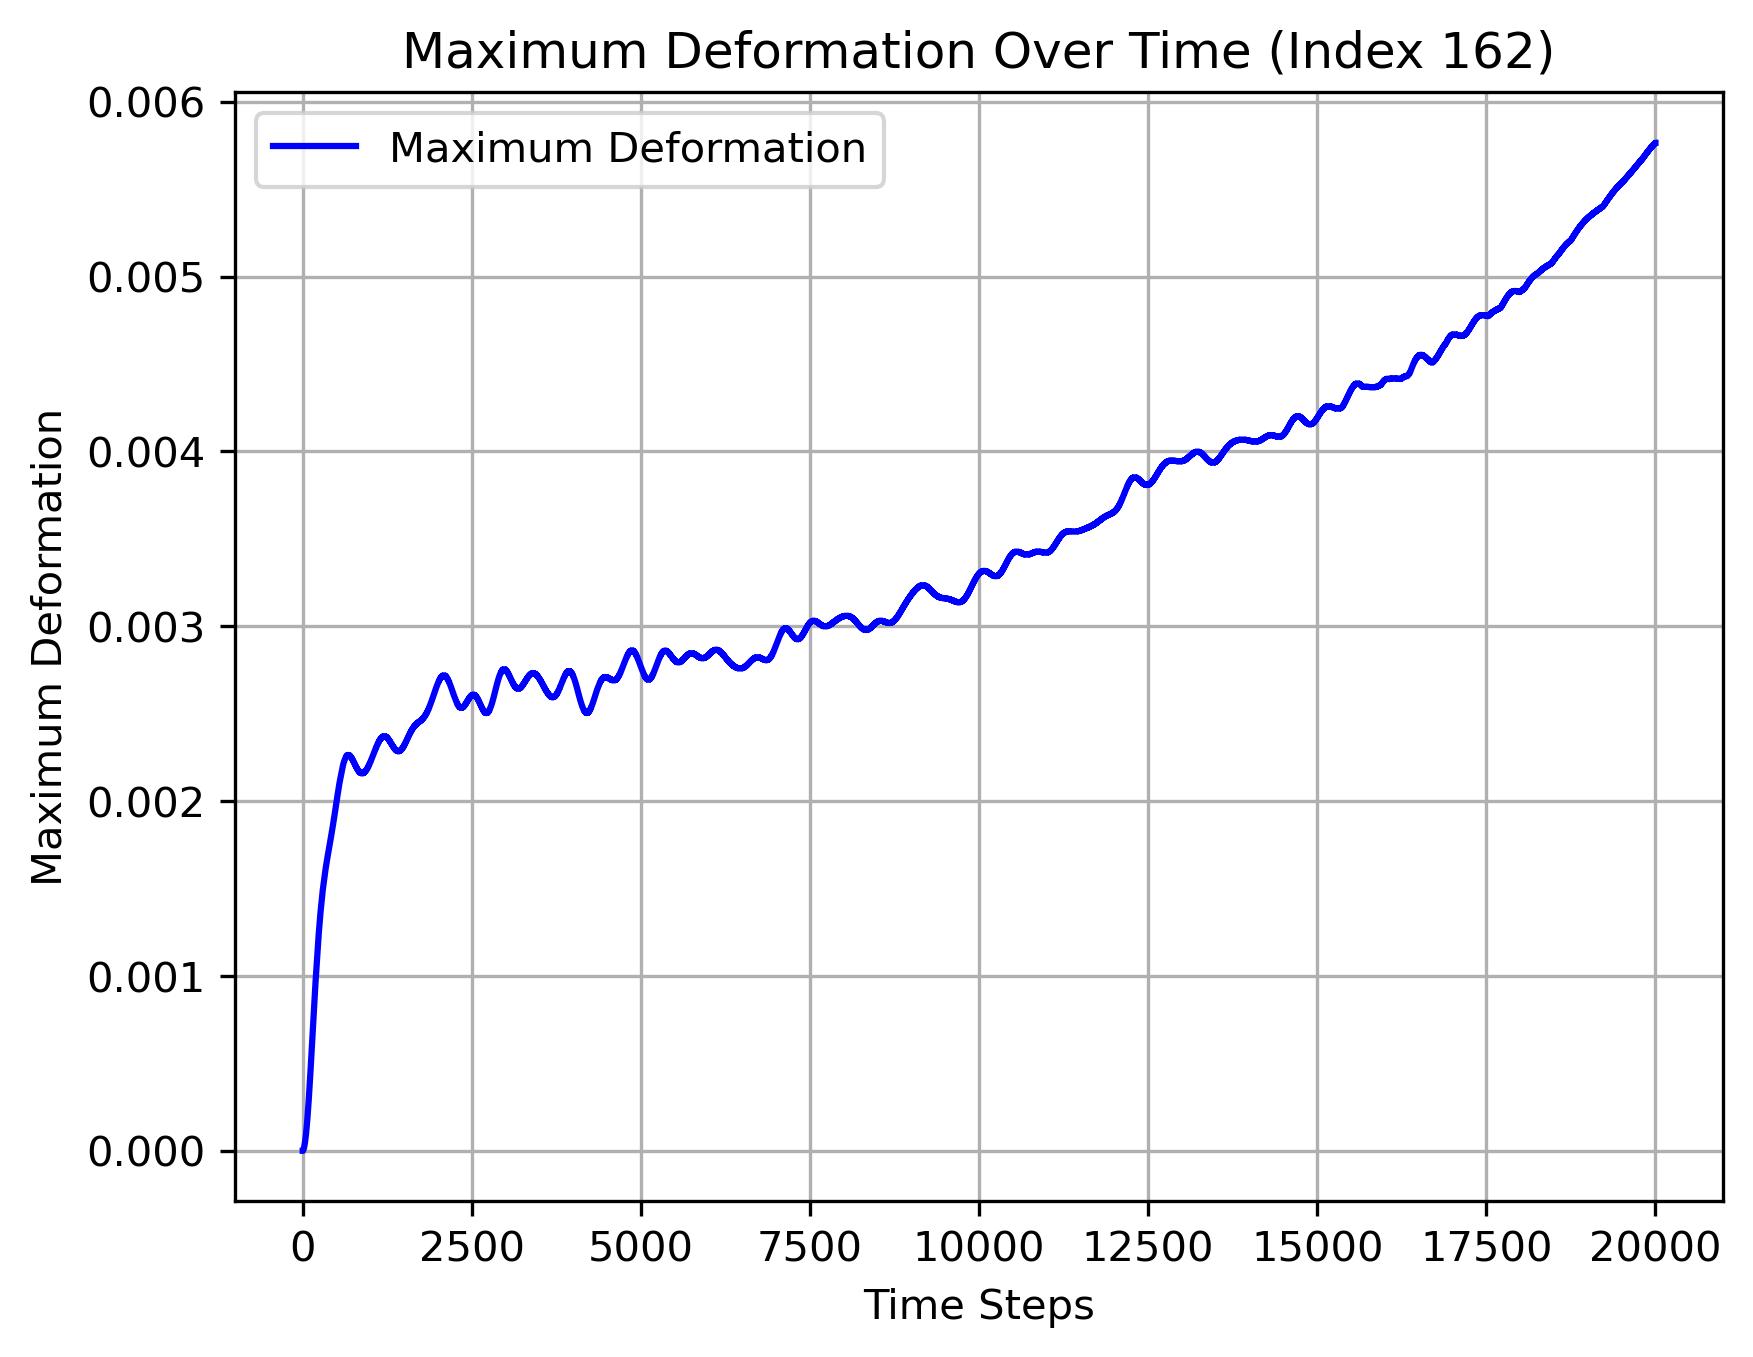 Maximum Deformation Over Time (Index 162)
Maximum Deformation
Maximum Deformation
0.006
0.005
0.004
0.003
0.002
0.001
0.000
0 2500 5000 7500 10000 12500 15000 17500 20000
Time Steps